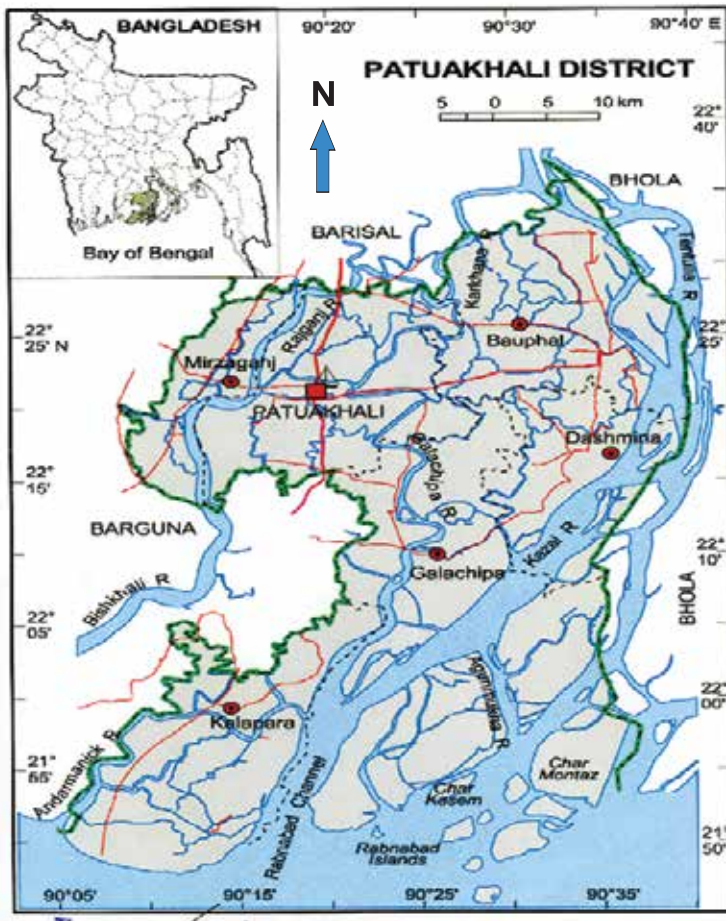 90°20'
90°30'
90°40'
BANGLADESH
Bay of Bengal
PATUAKHALI DISTRICT
5 0 5 10 km
N
22°
40'
BHOLA
BARISAL
Tentulia R
Karkhana R
Rajganj R
22°
25' N
22°
25'
Bauphal
Mirzaganj
PATUAKHALI
Dashmina
Galachipa R
22°
15'
BARGUNA
22°
10'
Kazal R
Galachipa
Bishkhali R
22°
05'
BHOLA
22°
00'
Agunmukha R
Kalapara
21°
55'
Andarmanick R
Char
Montaz
Char
Kasem
Rabnabad Channel
Rabnabad
Islands
21°
50'
90°05'
90°15'
90°25'
90°35'